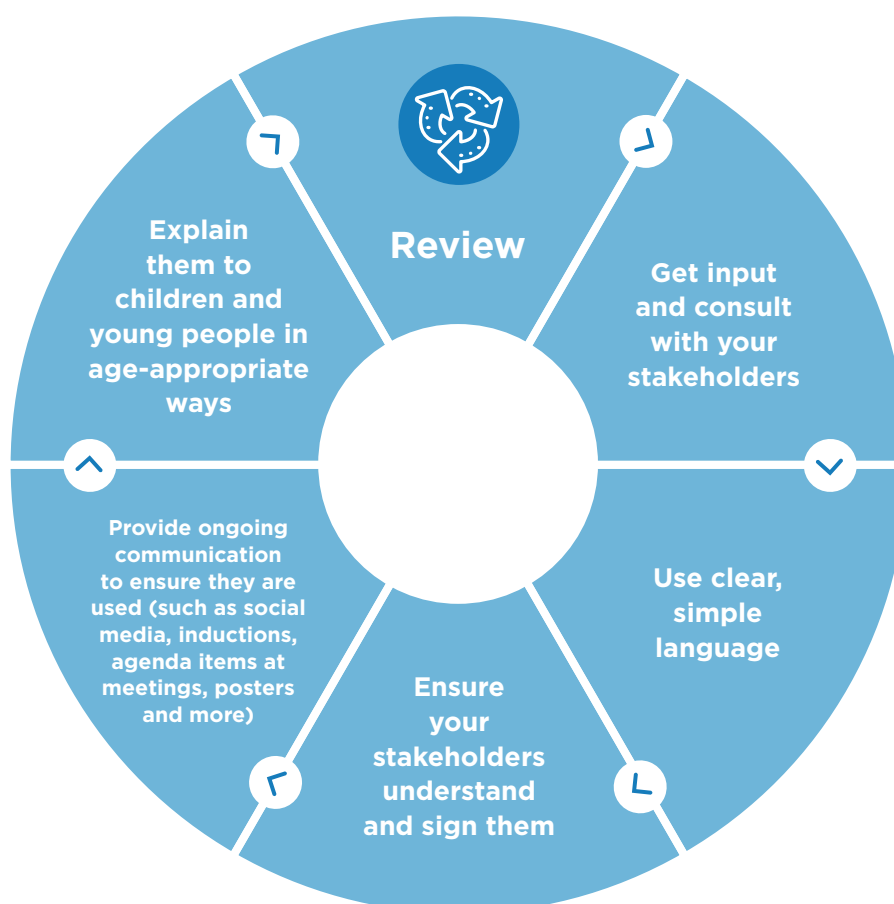 Review
Get input
and consult
with your
stakeholders
Use clear,
simple
language
Ensure
your
stakeholders
understand
and sign them
Provide ongoing
communication
to ensure they are
used (such as social
media, inductions,
agenda items at
meetings, posters
and more)
Explain
them to
children and
young people in
age-appropriate
ways